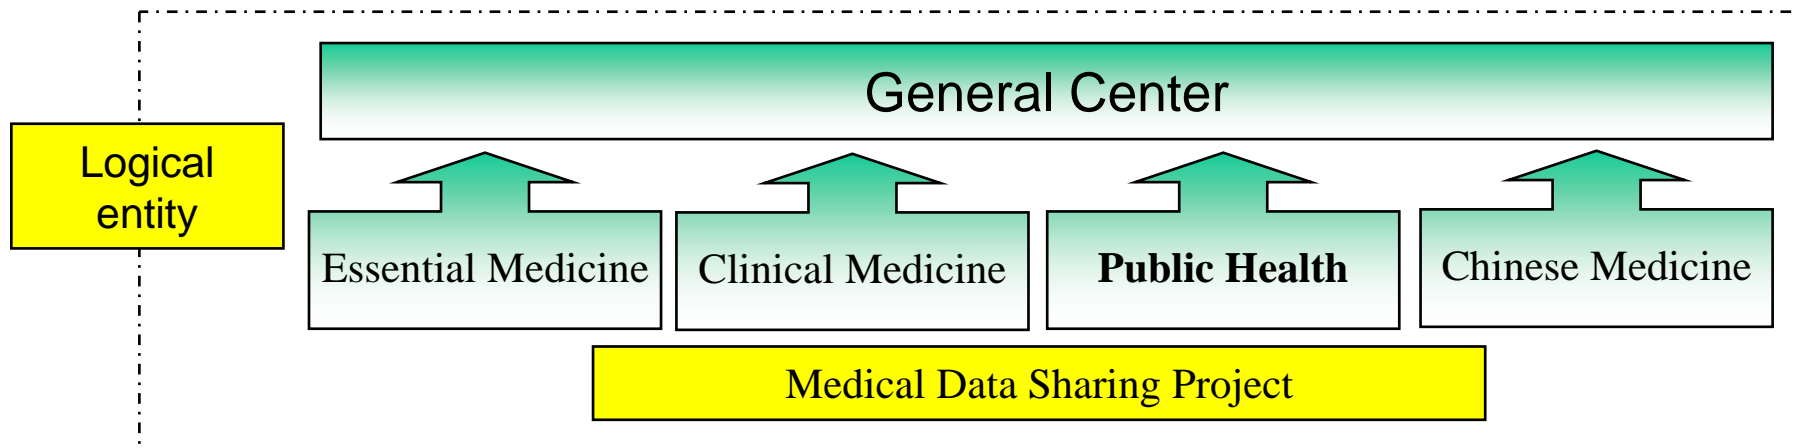 General Center
Logical
entity
Essential Medicine
Clinical Medicine
Public Health
Chinese Medicine
Medical Data Sharing Project